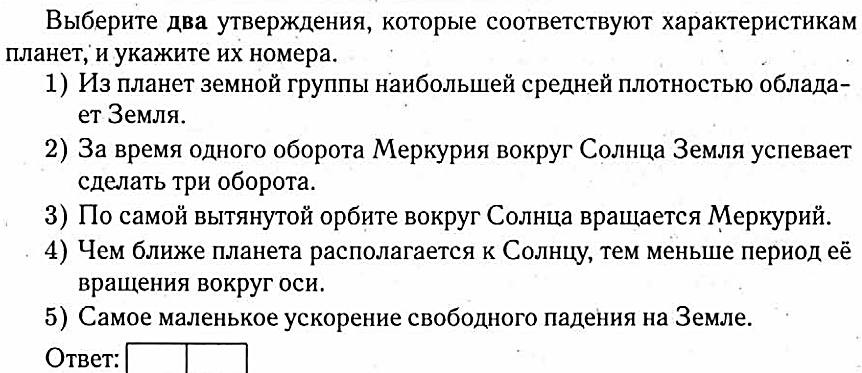 Выберите два утверждения, которые соответствуют характеристикам
планет, и укажите их номера.
1) Из планет земной группы наибольшей средней плотностью облада-
ет Земля.
2) За время одного оборота Меркурия вокруг Солнца Земля успевает
сделать три оборота.
3) По самой вытянутой орбите вокруг Солнца вращается Меркурий.
4) Чем ближе планета располагается к Солнцу, тем меньше период её
вращения вокруг оси.
5) Самое маленькое ускорение свободного падения на Земле.
Ответ: